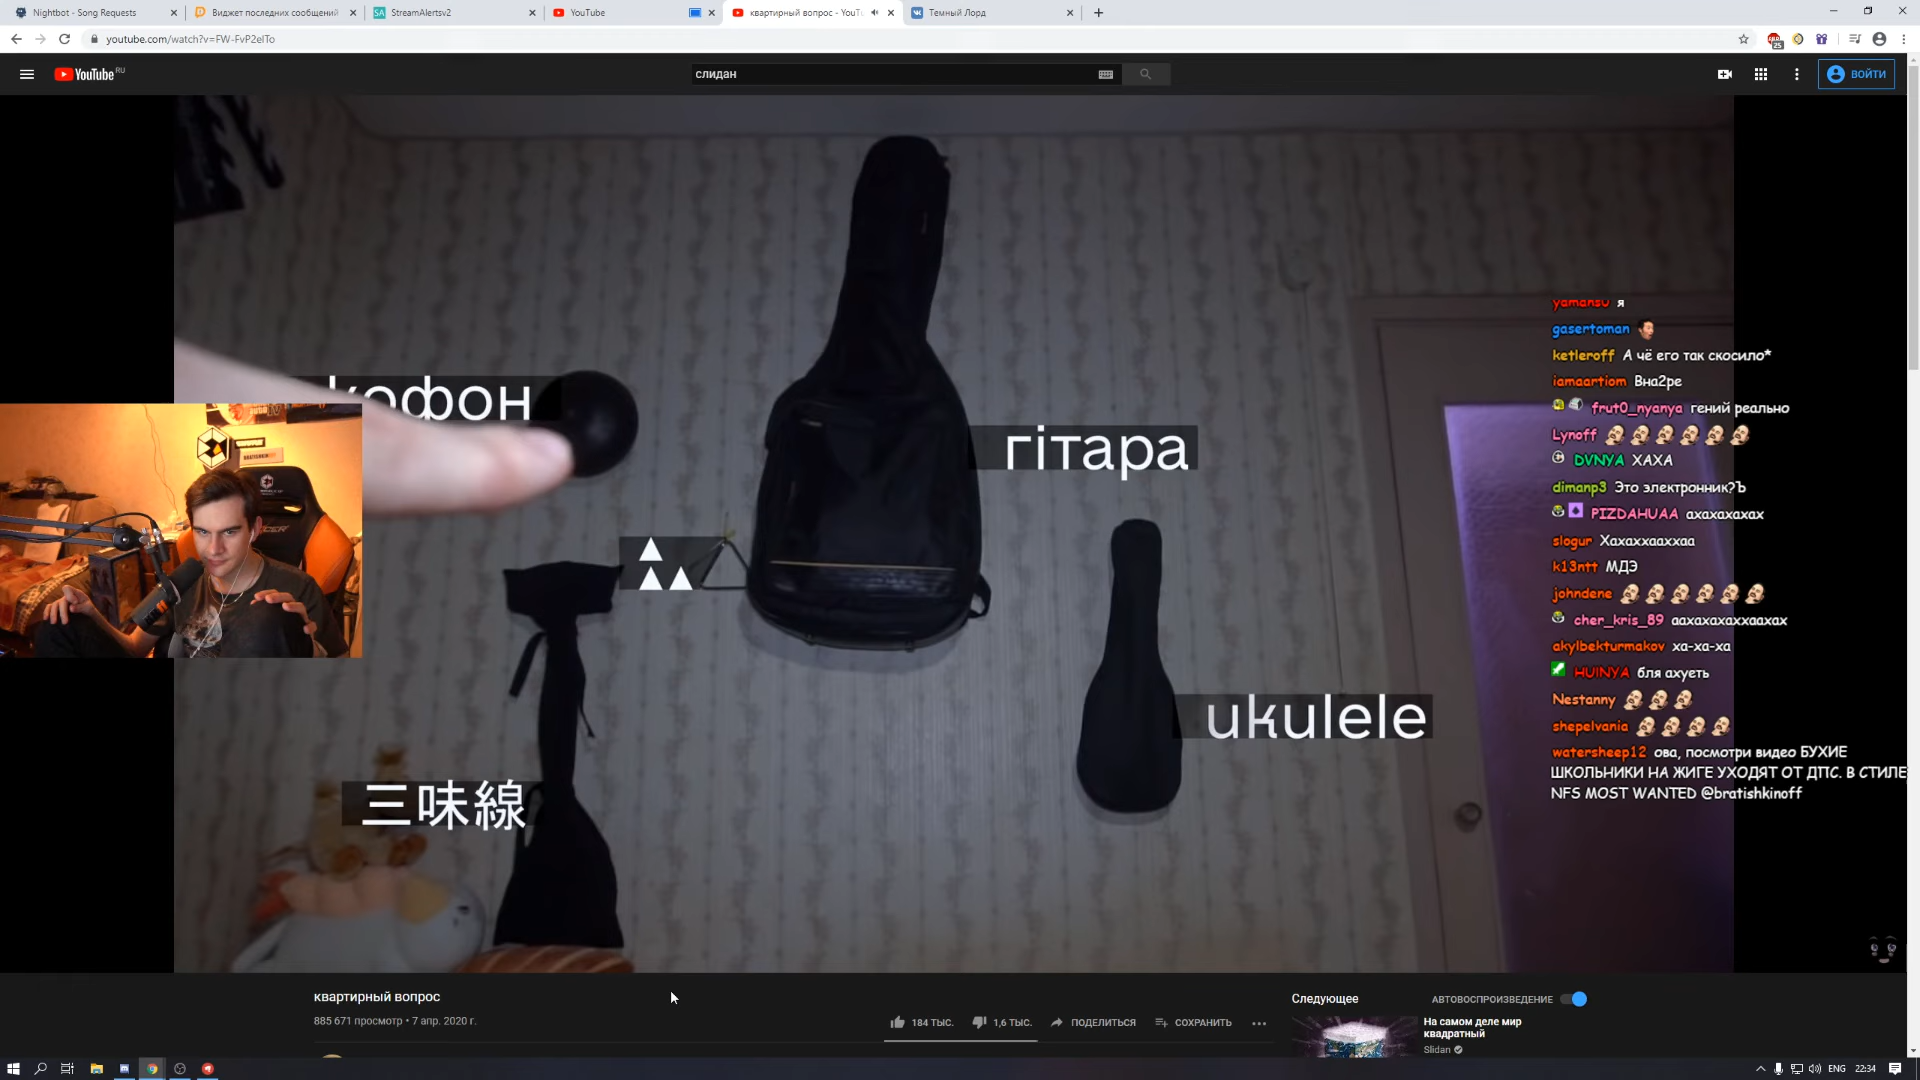 Nightbot - Song Requests
Виджет последних сообщений
StreamAlertsv2
YouTube
квартирный вопрос - YouT
Темный Лорд
youtube.com/watch?v=FW-FvP2eITo
25
YouTube RU
слидан
ВОЙТИ
кофон
гітара
ukulele
三味線
yamansu я
gasertoman
ketleroff А чё его так скосило*
iamaartiom Вна2ре
frut0_nyanya гений реально
Lynoff
DVNYA ХАХА
dimanp3 Это электронник?Ъ
PIZDAHUAA ахахахахах
slogur Хахаххааххаа
k13ntt МДЭ
johndene
cher_kris_89 аахахахахxаахах
akylbekturmakov ха-ха-ха
HUINYA бля ахуеть
Nestanny
shepelvania
watersheep12 ова, посмотри видео БУХИЕ
ШКОЛЬНИКИ НА ЖИГЕ УХОДЯТ ОТ ДПС. В СТИЛЕ
NFS MOST WANTED @bratishkinoff
квартирный вопрос
885 671 просмотр • 7 апр. 2020 г.
184 ТЫС.
1,6 ТЫС.
ПОДЕЛИТЬСЯ
СОХРАНИТЬ
Следующее
АВТОВОСПРОИЗВЕДЕНИЕ
На самом деле мир
квадратный
Slidan
ENG
22:34